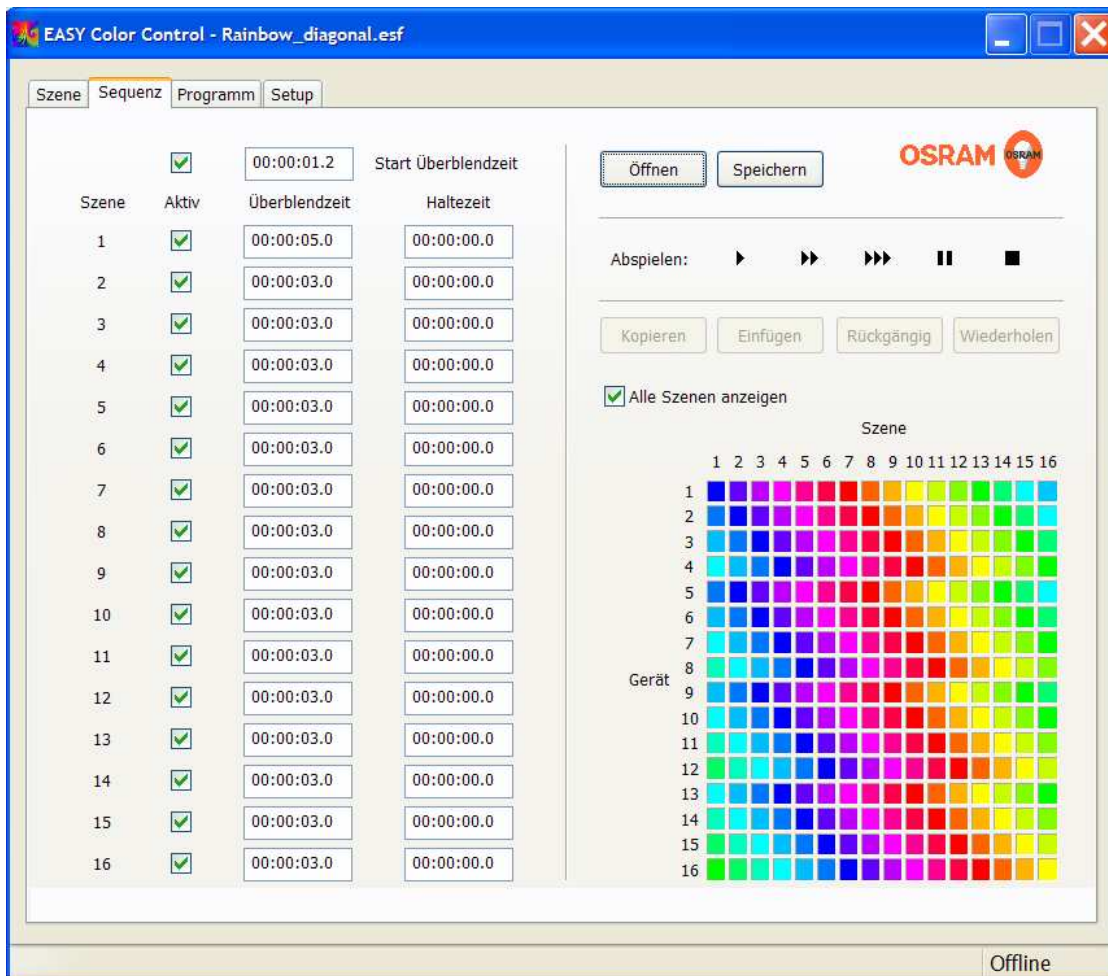 EASY Color Control - Rainbow_diagonal.esf
Szene Sequenz Programm Setup
00:00:01.2 Start Überblendzeit
Szene Aktiv Überblendzeit Haltezeit
1 00:00:05.0 00:00:00.0
2 00:00:03.0 00:00:00.0
3 00:00:03.0 00:00:00.0
4 00:00:03.0 00:00:00.0
5 00:00:03.0 00:00:00.0
6 00:00:03.0 00:00:00.0
7 00:00:03.0 00:00:00.0
8 00:00:03.0 00:00:00.0
9 00:00:03.0 00:00:00.0
10 00:00:03.0 00:00:00.0
11 00:00:03.0 00:00:00.0
12 00:00:03.0 00:00:00.0
13 00:00:03.0 00:00:00.0
14 00:00:03.0 00:00:00.0
15 00:00:03.0 00:00:00.0
16 00:00:03.0 00:00:00.0
Öffnen Speichern
OSRAM OSRAM
Abspielen:
Kopieren Einfügen Rückgängig Wiederholen
Alle Szenen anzeigen
Szene
1 2 3 4 5 6 7 8 9 10 11 12 13 14 15 16
1
2
3
4
5
6
7
8
Gerät
9
10
11
12
13
14
15
16
Offline